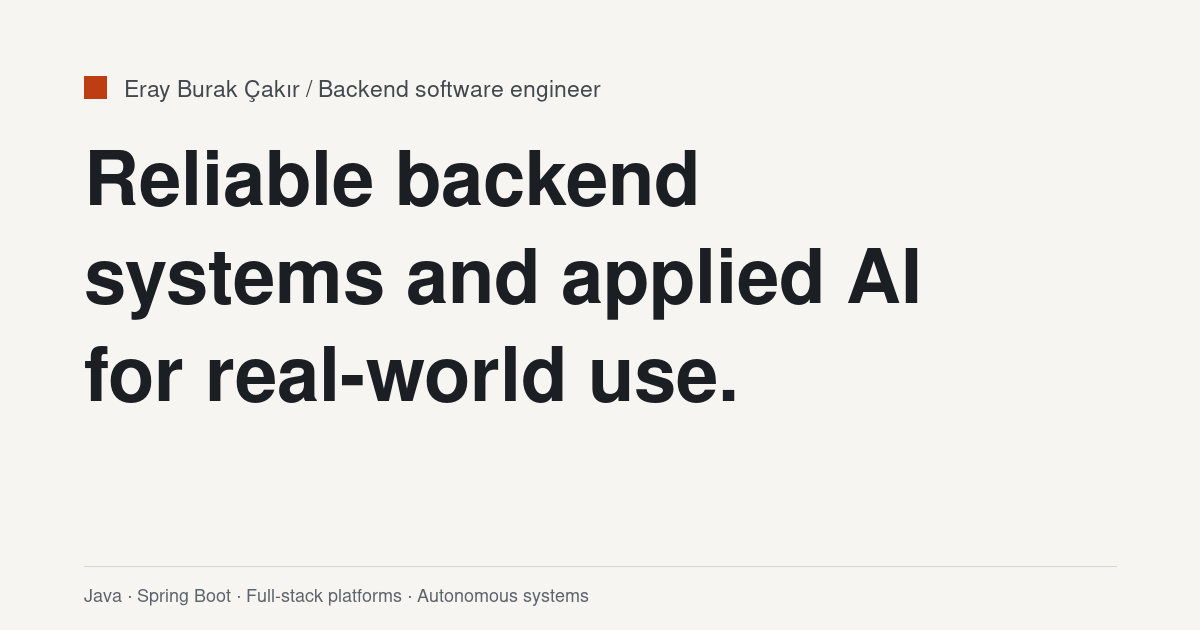 Eray Burak Çakır / Backend software engineer
Reliable backend
systems and applied AI
for real-world use.
Java · Spring Boot · Full-stack platforms · Autonomous systems